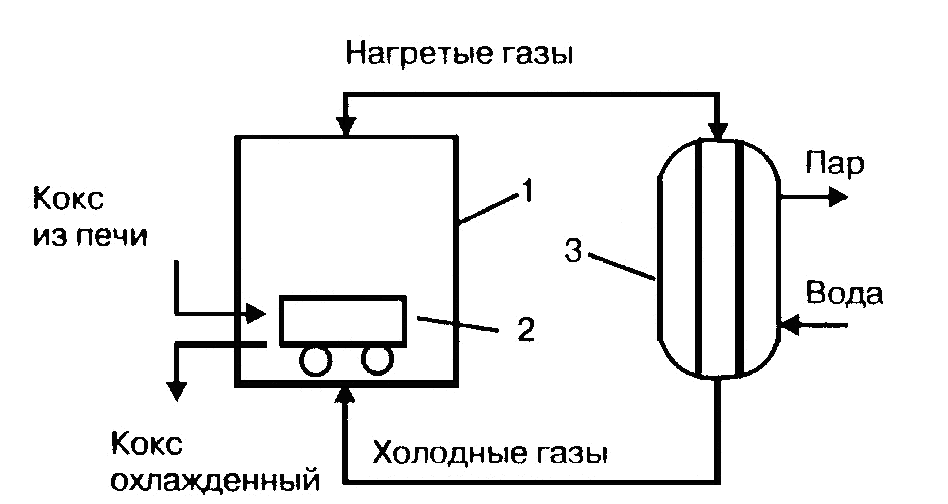 Нагретые газы
Кокс
из печи
1
2
3
Пар
Вода
Кокс
охлажденный
Холодные газы